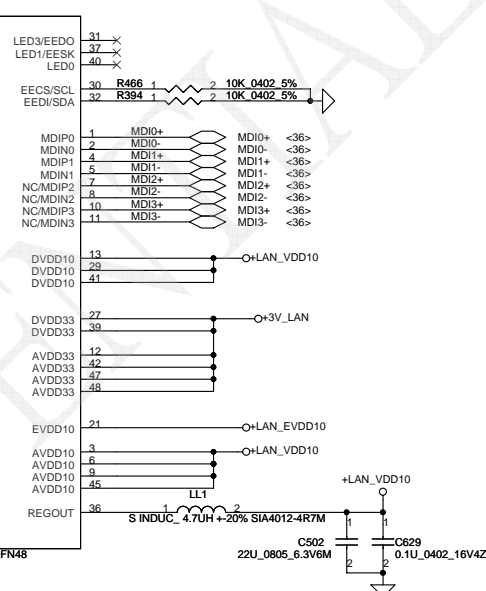 LED3/EEDO 31
LED1/EESK 37
LED0 40
EECS/SCL 30 R466 1 2 10K_0402_5%
EEDI/SDA 32 R394 1 2 10K_0402_5%
MDIP0 1 MDI0+ MDI0+ <36>
MDIN0 2 MDI0- MDI0- <36>
MDIP1 4 MDI1+ MDI1+ <36>
MDIN1 5 MDI1- MDI1- <36>
NC/MDIP2 7 MDI2+ MDI2+ <36>
NC/MDIN2 8 MDI2- MDI2- <36>
NC/MDIP3 10 MDI3+ MDI3+ <36>
NC/MDIN3 11 MDI3- MDI3- <36>
DVDD10 13 +LAN_VDD10
DVDD10 29
DVDD10 41
DVDD33 27 +3V_LAN
DVDD33 39
AVDD33 12
AVDD33 42
AVDD33 47
AVDD33 48
EVDD10 21 +LAN_EVDD10
AVDD10 3 +LAN_VDD10
AVDD10 6
AVDD10 9
AVDD10 45
LL1
+LAN_VDD10
REGOUT 36 1 2
S INDUC_ 4.7UH +-20% SIA4012-4R7M
1 1
C502 C629
22U_0805_6.3V6M 0.1U_0402_16V4Z
2 2
FN48
ENTIAL